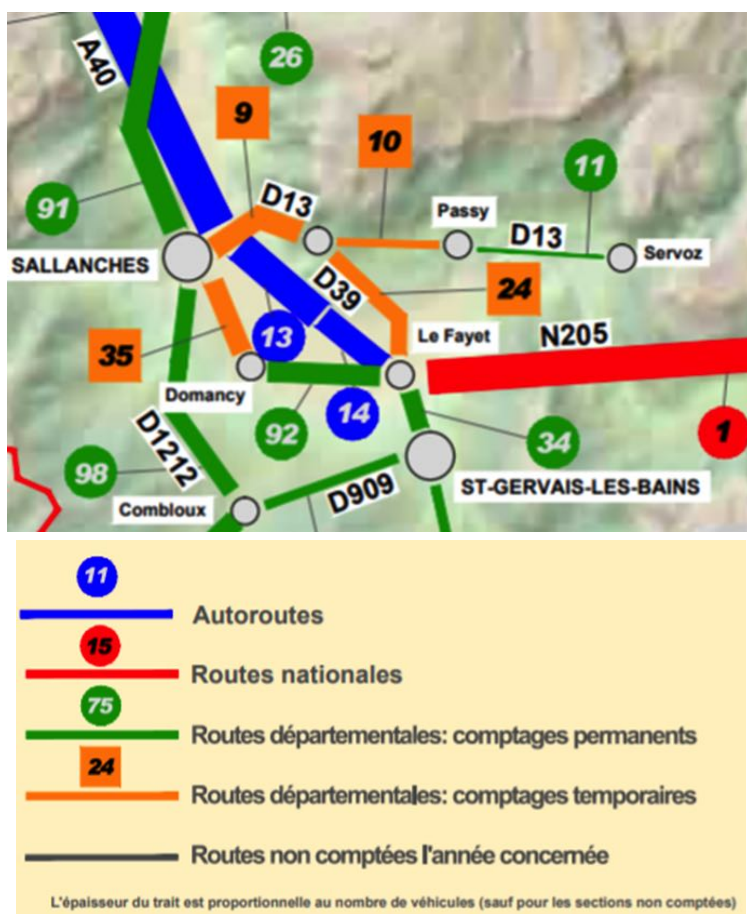 A40
26
9
10
11
91
D13
Passy
D13
SALLANCHES
Servoz
D39
24
Le Fayet
N205
35
13
Domancy
14
92
34
1
D1212
98
ST-GERVAIS-LES-BAINS
D909
Combloux
11
Autoroutes
15
Routes nationales
75
Routes départementales: comptages permanents
24
Routes départementales: comptages temporaires
Routes non comptées l'année concernée
L'épaisseur du trait est proportionnelle au nombre de véhicules (sauf pour les sections non comptées)